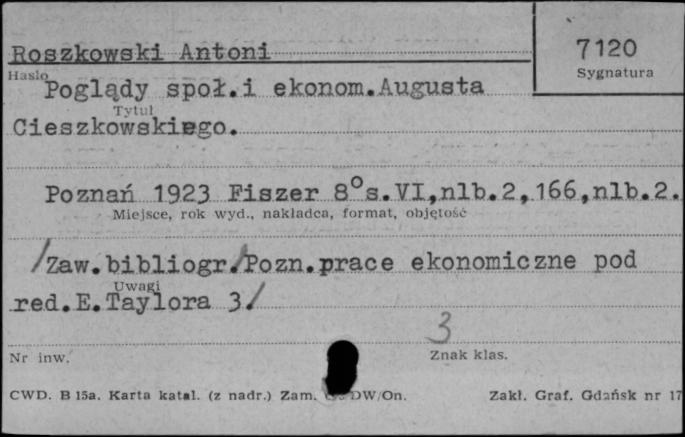 Roszkowski Antoni
7120
Hasło
Sygnatura
Poglądy społ.i ekonom.Augusta
Tytuł
Cieszkowskiego.
Poznań 1923 Fiszer 8°s.VI,nlb.2,166,nlb.2.
Miejsce, rok wyd., nakładca, format, objętość
/Zaw.bibliogr./Pozn.prace ekonomiczne pod
Uwagi
red.E.Taylora 3/
3
Nr inw.
Znak klas.
CWD. B 15a. Karta katal. (z nadr.) Zam. DW/On.
Zakł. Graf. Gdańsk nr 17